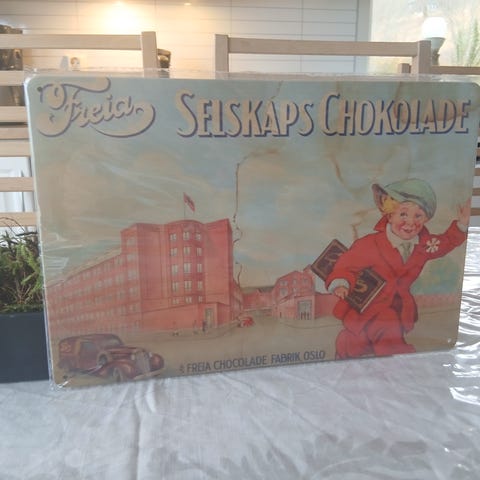 Freia SELSKAPS CHOKOLADE
S
A/S FREIA CHOCOLADE FABRIK OSLO